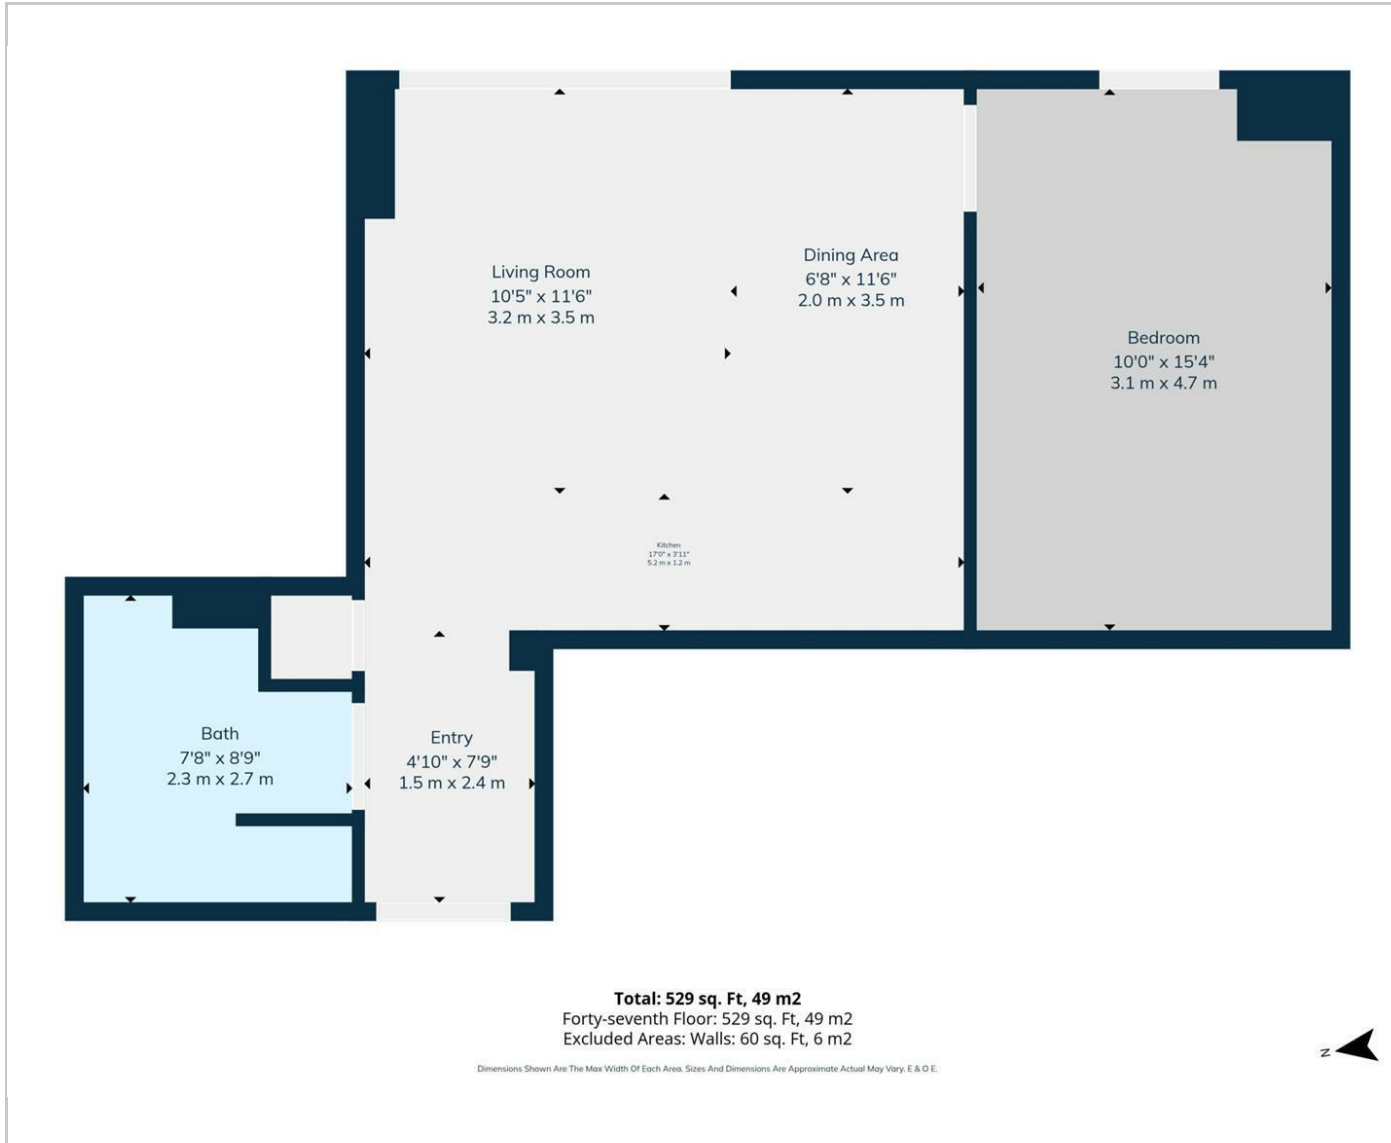 Living Room
10'5" x 11'6"
3.2 m x 3.5 m
Dining Area
6'8" x 11'6"
2.0 m x 3.5 m
Bedroom
10'0" x 15'4"
3.1 m x 4.7 m
Kitchen
17'0" x 3'11"
5.2 m x 1.2 m
Bath
7'8" x 8'9"
2.3 m x 2.7 m
Entry
4'10" x 7'9"
1.5 m x 2.4 m
Total: 529 sq. Ft, 49 m2
Forty-seventh Floor: 529 sq. Ft, 49 m2
Excluded Areas: Walls: 60 sq. Ft, 6 m2
Dimensions Shown Are The Max Width Of Each Area. Sizes And Dimensions Are Approximate Actual May Vary. E & O E.
N